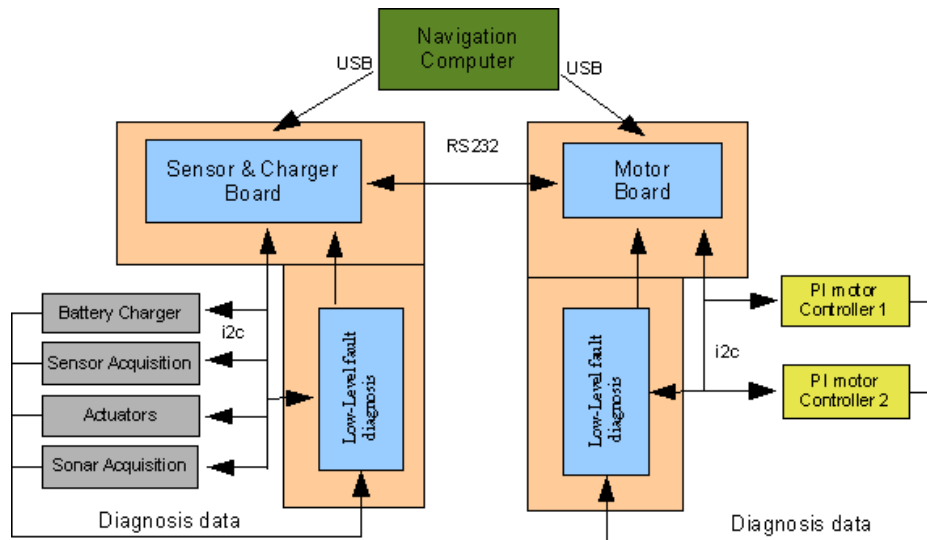 Navigation
Computer
USB
USB
Sensor & Charger
Board
RS232
Motor
Board
Battery Charger
Sensor Acquisition
Actuators
Sonar Acquisition
i2c
Low-Level fault
diagnosis
Diagnosis data
Low-Level fault
diagnosis
i2c
PI motor
Controller 1
PI motor
Controller 2
Diagnosis data